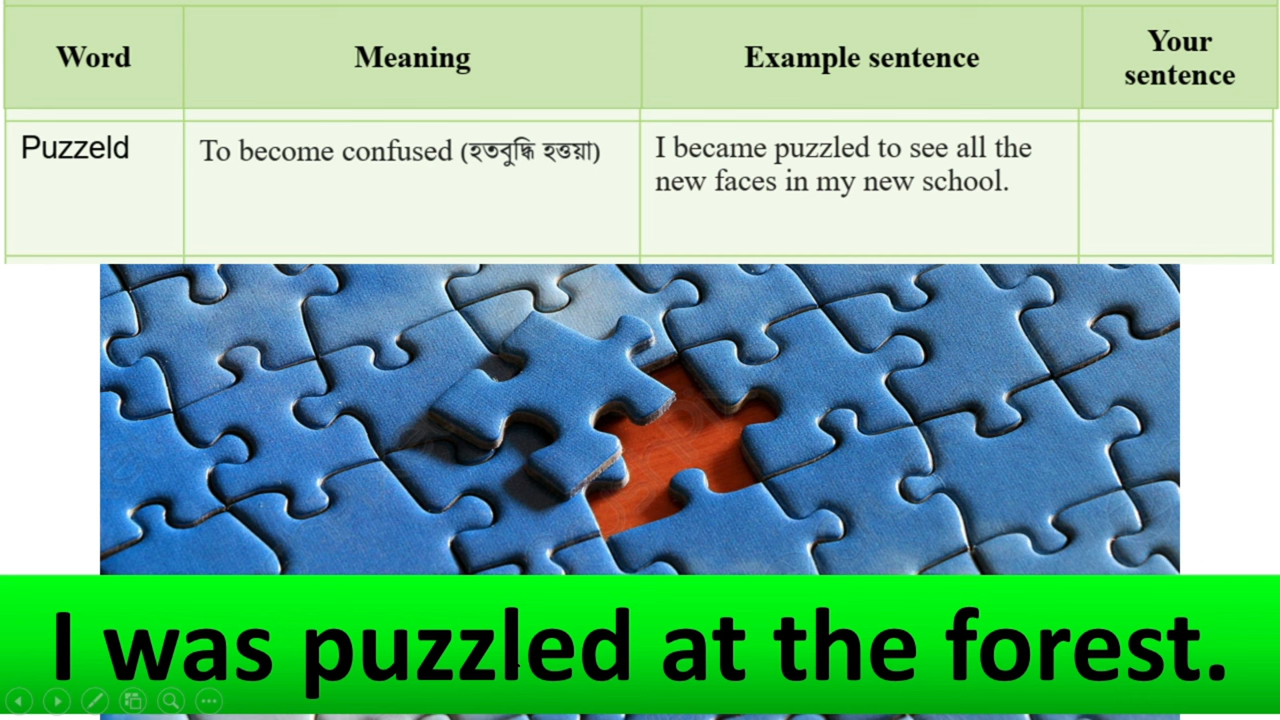 Word
Meaning
Example sentence
Your
sentence
Puzzeld
To become confused (হতবুদ্ধি হওয়া)
I became puzzled to see all the
new faces in my new school.
I was puzzled at the forest.